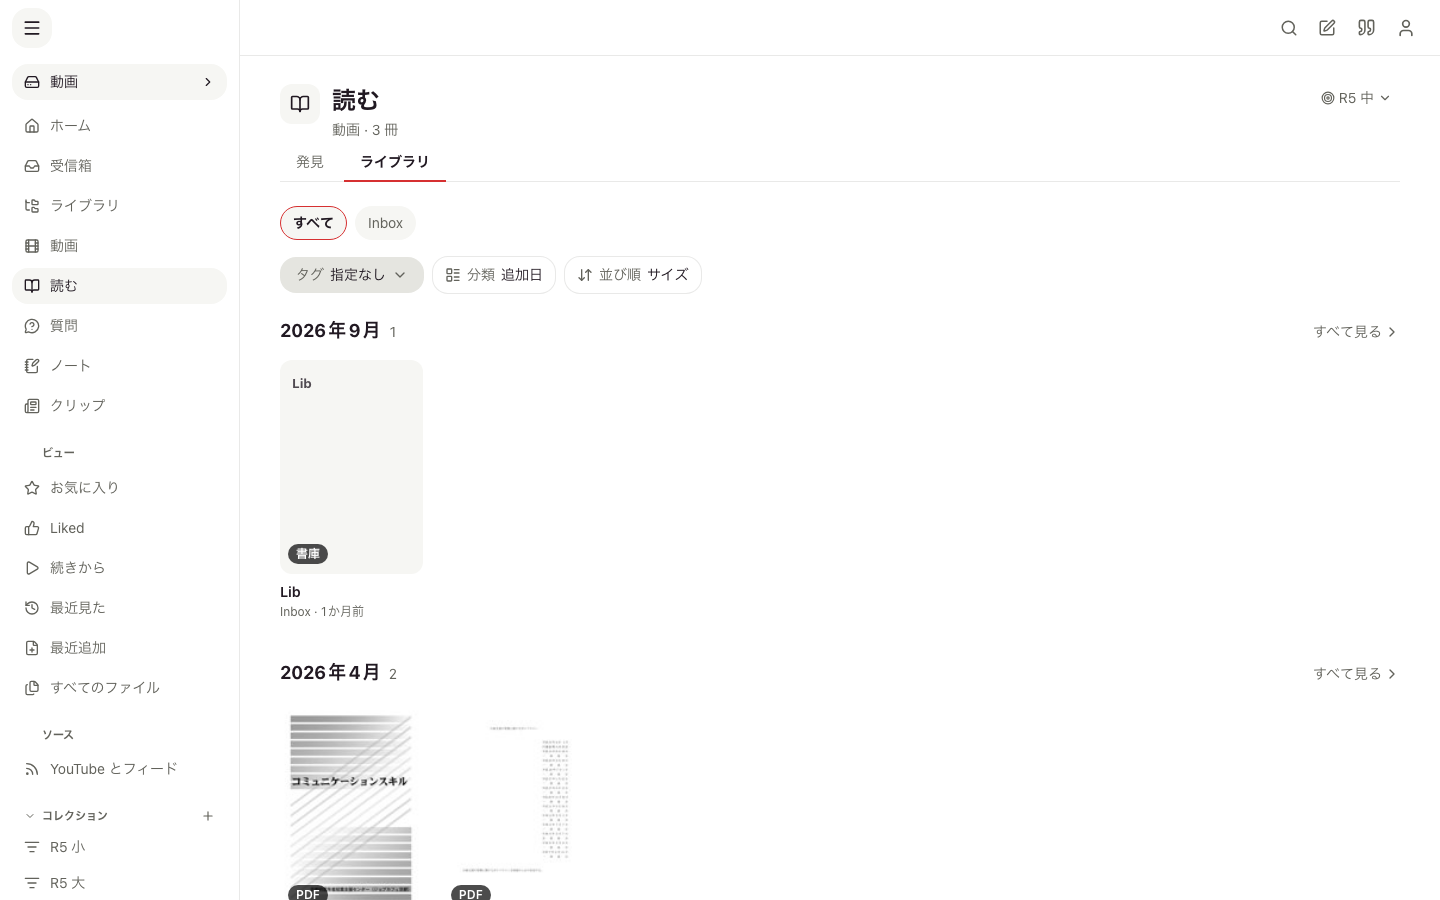 動画
ホーム
受信箱
ライブラリ
動画
読む
質問
ノート
クリップ
ビュー
お気に入り
Liked
続きから
最近見た
最近追加
すべてのファイル
ソース
YouTube とフィード
コレクション
R5 小
R5 大
読む
動画 · 3 冊
R5 中
発見
ライブラリ
すべて
Inbox
タグ 指定なし
分類 追加日
並び順 サイズ
2026年9月 1
すべて見る
Lib
書庫
Lib
Inbox · 1か月前
2026年4月 2
すべて見る
コミュニケーションスキル
PDF
PDF